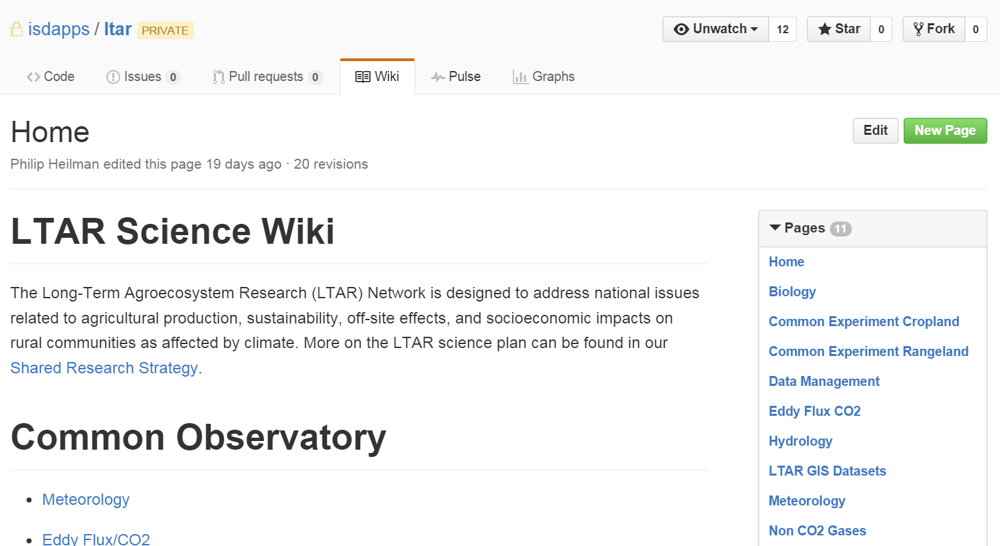 isdapps / ltar PRIVATE
Unwatch 12 Star 0 Fork 0
Code Issues 0 Pull requests 0 Wiki Pulse Graphs
Home
Edit New Page
Philip Heilman edited this page 19 days ago · 20 revisions
LTAR Science Wiki
The Long-Term Agroecosystem Research (LTAR) Network is designed to address national issues
related to agricultural production, sustainability, off-site effects, and socioeconomic impacts on
rural communities as affected by climate. More on the LTAR science plan can be found in our
Shared Research Strategy.
Common Observatory
• Meteorology
• Eddy Flux/CO2
Pages 11
Home
Biology
Common Experiment Cropland
Common Experiment Rangeland
Data Management
Eddy Flux CO2
Hydrology
LTAR GIS Datasets
Meteorology
Non CO2 Gases